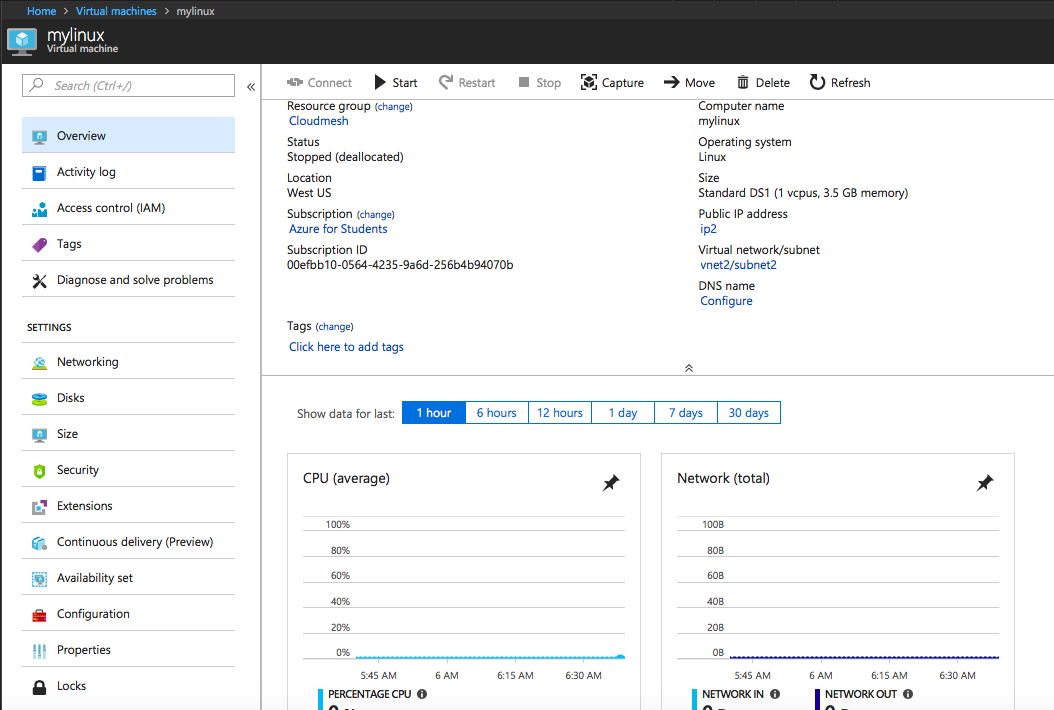 Home > Virtual machines > mylinux
mylinux
Virtual machine
Search (Ctrl+/)
«
Connect Start Restart Stop Capture Move Delete Refresh
Overview
Activity log
Access control (IAM)
Tags
Diagnose and solve problems
SETTINGS
Networking
Disks
Size
Security
Extensions
Continuous delivery (Preview)
Availability set
Configuration
Properties
Locks
Resource group (change)
Cloudmesh
Status
Stopped (deallocated)
Location
West US
Subscription (change)
Azure for Students
Subscription ID
00efbb10-0564-4235-9a6d-256b4b94070b
Computer name
mylinux
Operating system
Linux
Size
Standard DS1 (1 vcpus, 3.5 GB memory)
Public IP address
ip2
Virtual network/subnet
vnet2/subnet2
DNS name
Configure
Tags (change)
Click here to add tags
Show data for last: 1 hour 6 hours 12 hours 1 day 7 days 30 days
CPU (average)
100%
80%
60%
40%
20%
0%
5:45 AM 6 AM 6:15 AM 6:30 AM
PERCENTAGE CPU
Network (total)
100B
80B
60B
40B
20B
0B
5:45 AM 6 AM 6:15 AM 6:30 AM
NETWORK IN NETWORK OUT